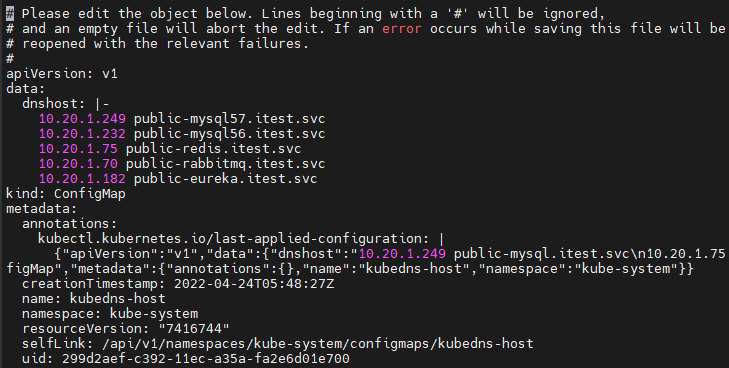 # Please edit the object below. Lines beginning with a '#' will be ignored,
# and an empty file will abort the edit. If an error occurs while saving this file will be
# reopened with the relevant failures.
#
apiVersion: v1
data:
  dnshost: |-
    10.20.1.249 public-mysql57.itest.svc
    10.20.1.232 public-mysql56.itest.svc
    10.20.1.75 public-redis.itest.svc
    10.20.1.70 public-rabbitmq.itest.svc
    10.20.1.182 public-eureka.itest.svc
kind: ConfigMap
metadata:
  annotations:
    kubectl.kubernetes.io/last-applied-configuration: |
      {"apiVersion":"v1","data":{"dnshost":"10.20.1.249 public-mysql.itest.svc\n10.20.1.75
figMap","metadata":{"annotations":{},"name":"kubedns-host","namespace":"kube-system"}}
  creationTimestamp: 2022-04-24T05:48:27Z
  name: kubedns-host
  namespace: kube-system
  resourceVersion: "7416744"
  selfLink: /api/v1/namespaces/kube-system/configmaps/kubedns-host
  uid: 299d2aef-c392-11ec-a35a-fa2e6d01e700